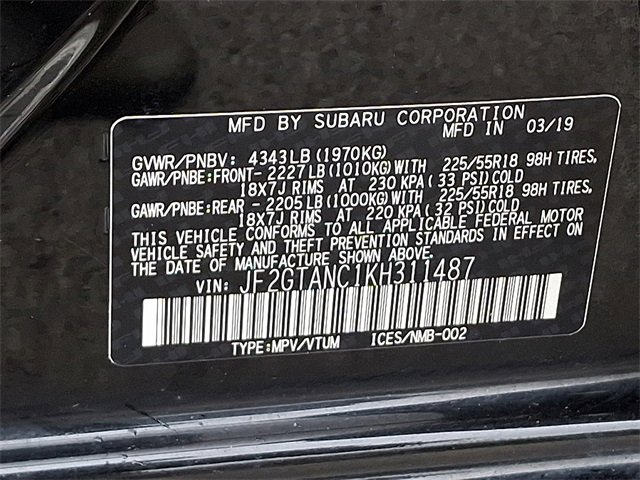 MFD BY SUBARU CORPORATION
MFD IN 03/19
GVWR/PNBV: 4343LB(1970KG)
GAWR/PNBE:FRONT- 2227LB(1010KG)WITH 225/55R18 98H TIRES,
18X7J RIMS AT 230 KPA(33 PSI)COLD
GAWR/PNBE:REAR - 2205LB(1000KG)WITH 225/55R18 98H TIRES,
18X7J RIMS AT 220 KPA(32 PSI)COLD
THIS VEHICLE CONFORMS TO ALL APPLICABLE FEDERAL MOTOR
VEHICLE SAFETY AND THEFT PREVENTION STANDARDS IN EFFECT ON
THE DATE OF MANUFACTURE SHOWN ABOVE.
VIN: JF2GTANC1KH311487
TYPE:MPV/VTUM ICES/NMB-002